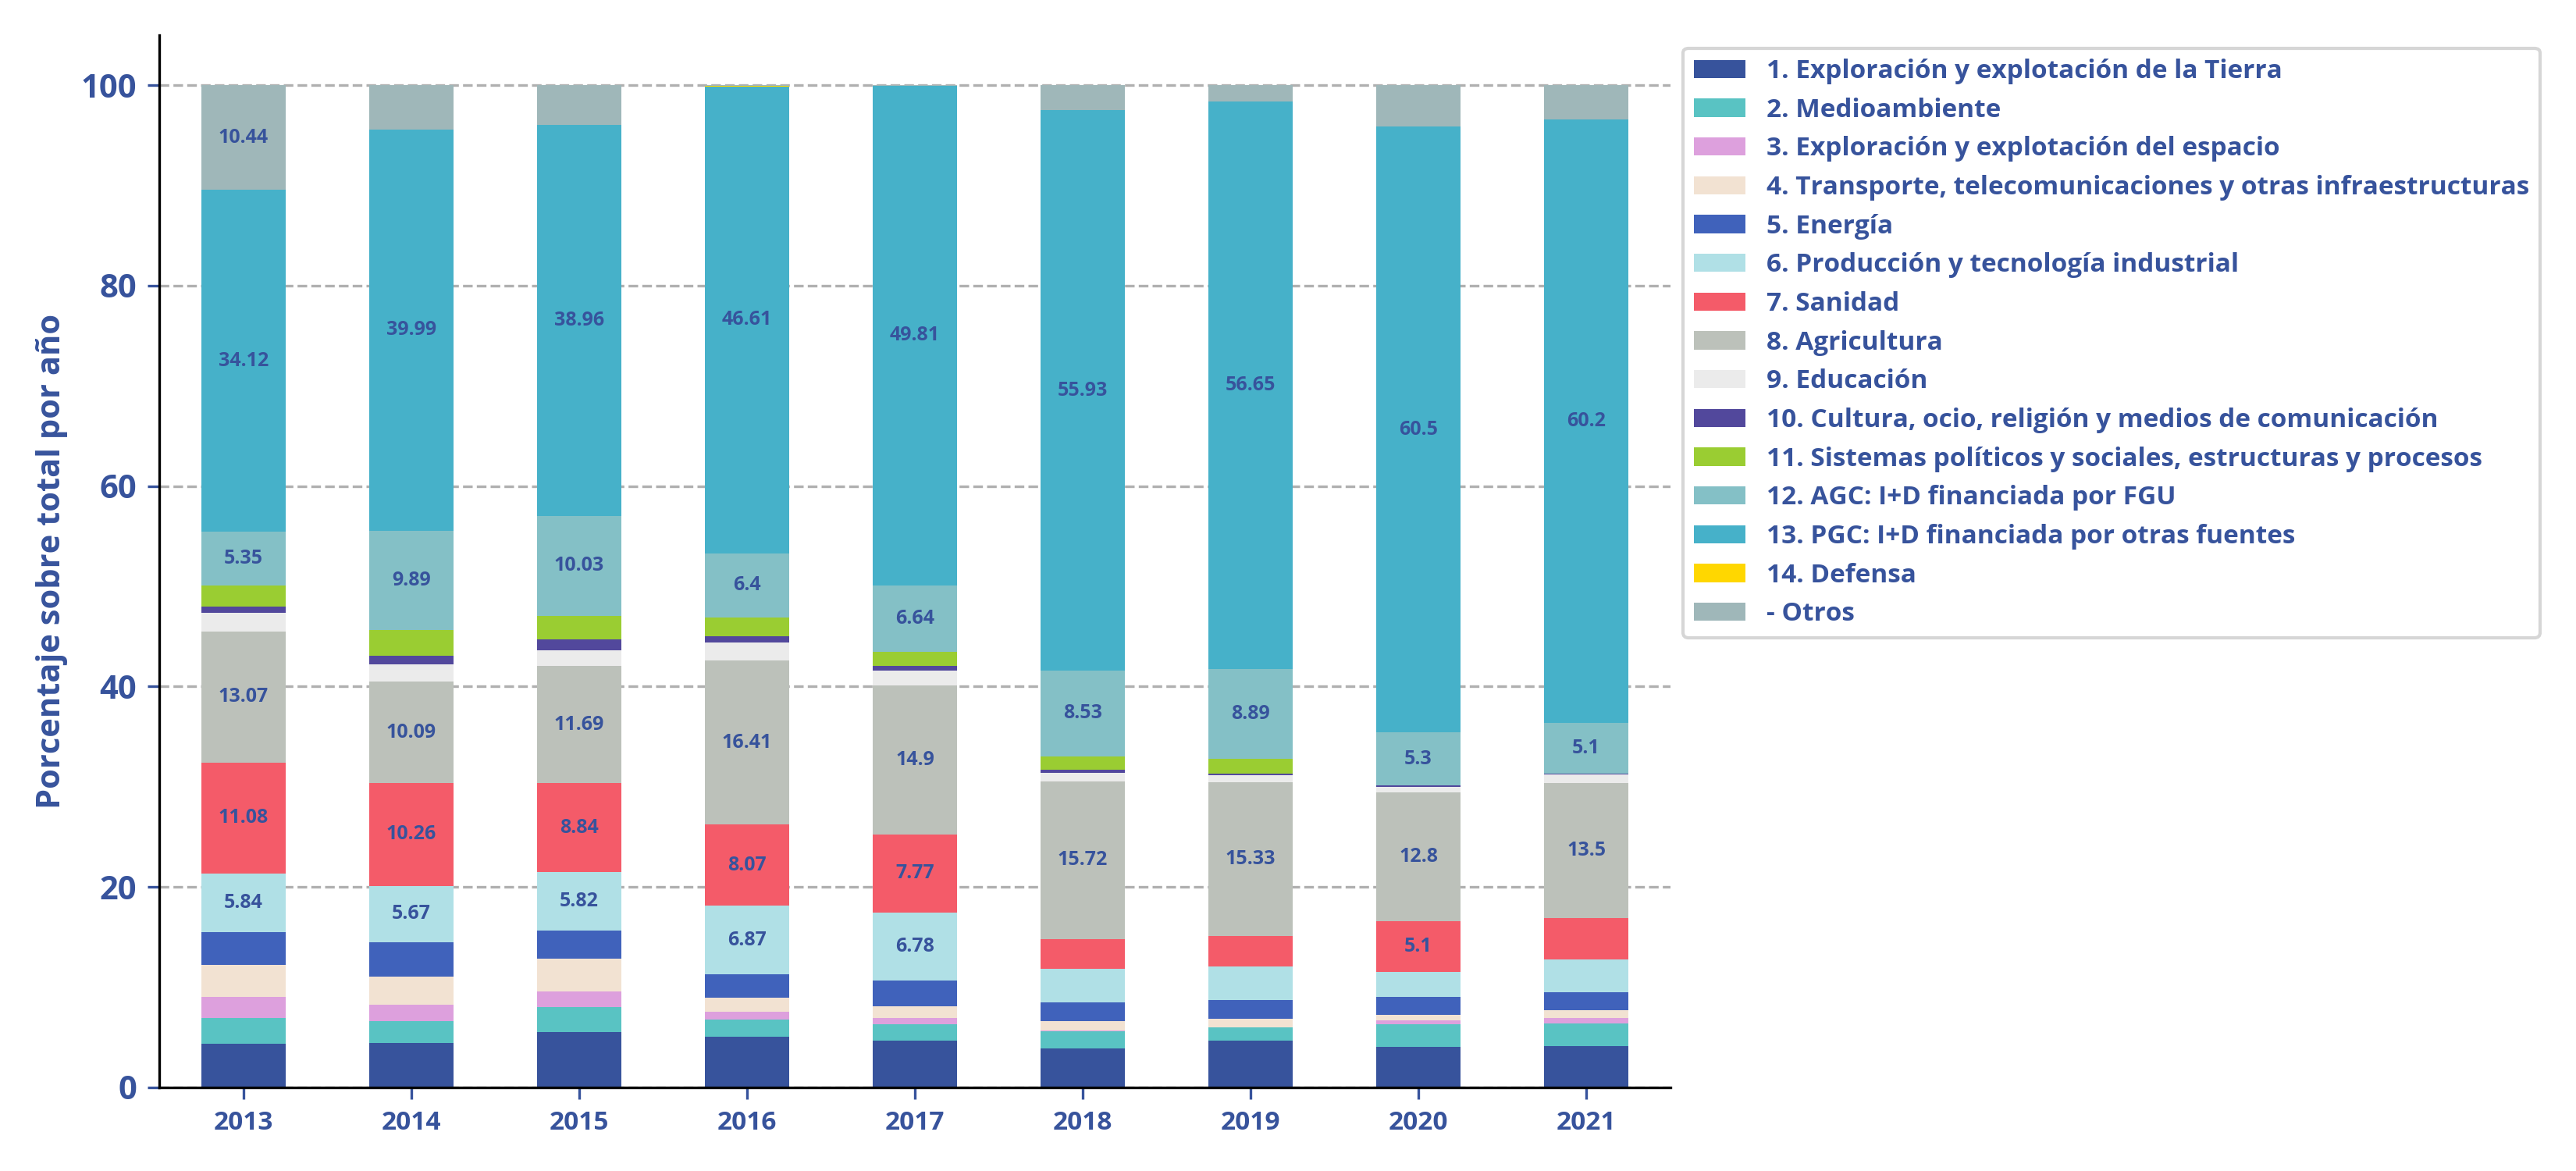 Porcentaje sobre total por año
100
80
60
40
20
0
10.44
34.12
5.35
13.07
11.08
5.84
39.99
9.89
10.09
10.26
5.67
38.96
10.03
11.69
8.84
5.82
46.61
6.4
16.41
8.07
6.87
49.81
6.64
14.9
7.77
6.78
55.93
8.53
15.72
56.65
8.89
15.33
60.5
5.3
12.8
5.1
60.2
5.1
13.5
2013 2014 2015 2016 2017 2018 2019 2020 2021
1. Exploración y explotación de la Tierra
2. Medioambiente
3. Exploración y explotación del espacio
4. Transporte, telecomunicaciones y otras infraestructuras
5. Energía
6. Producción y tecnología industrial
7. Sanidad
8. Agricultura
9. Educación
10. Cultura, ocio, religión y medios de comunicación
11. Sistemas políticos y sociales, estructuras y procesos
12. AGC: I+D financiada por FGU
13. PGC: I+D financiada por otras fuentes
14. Defensa
- Otros